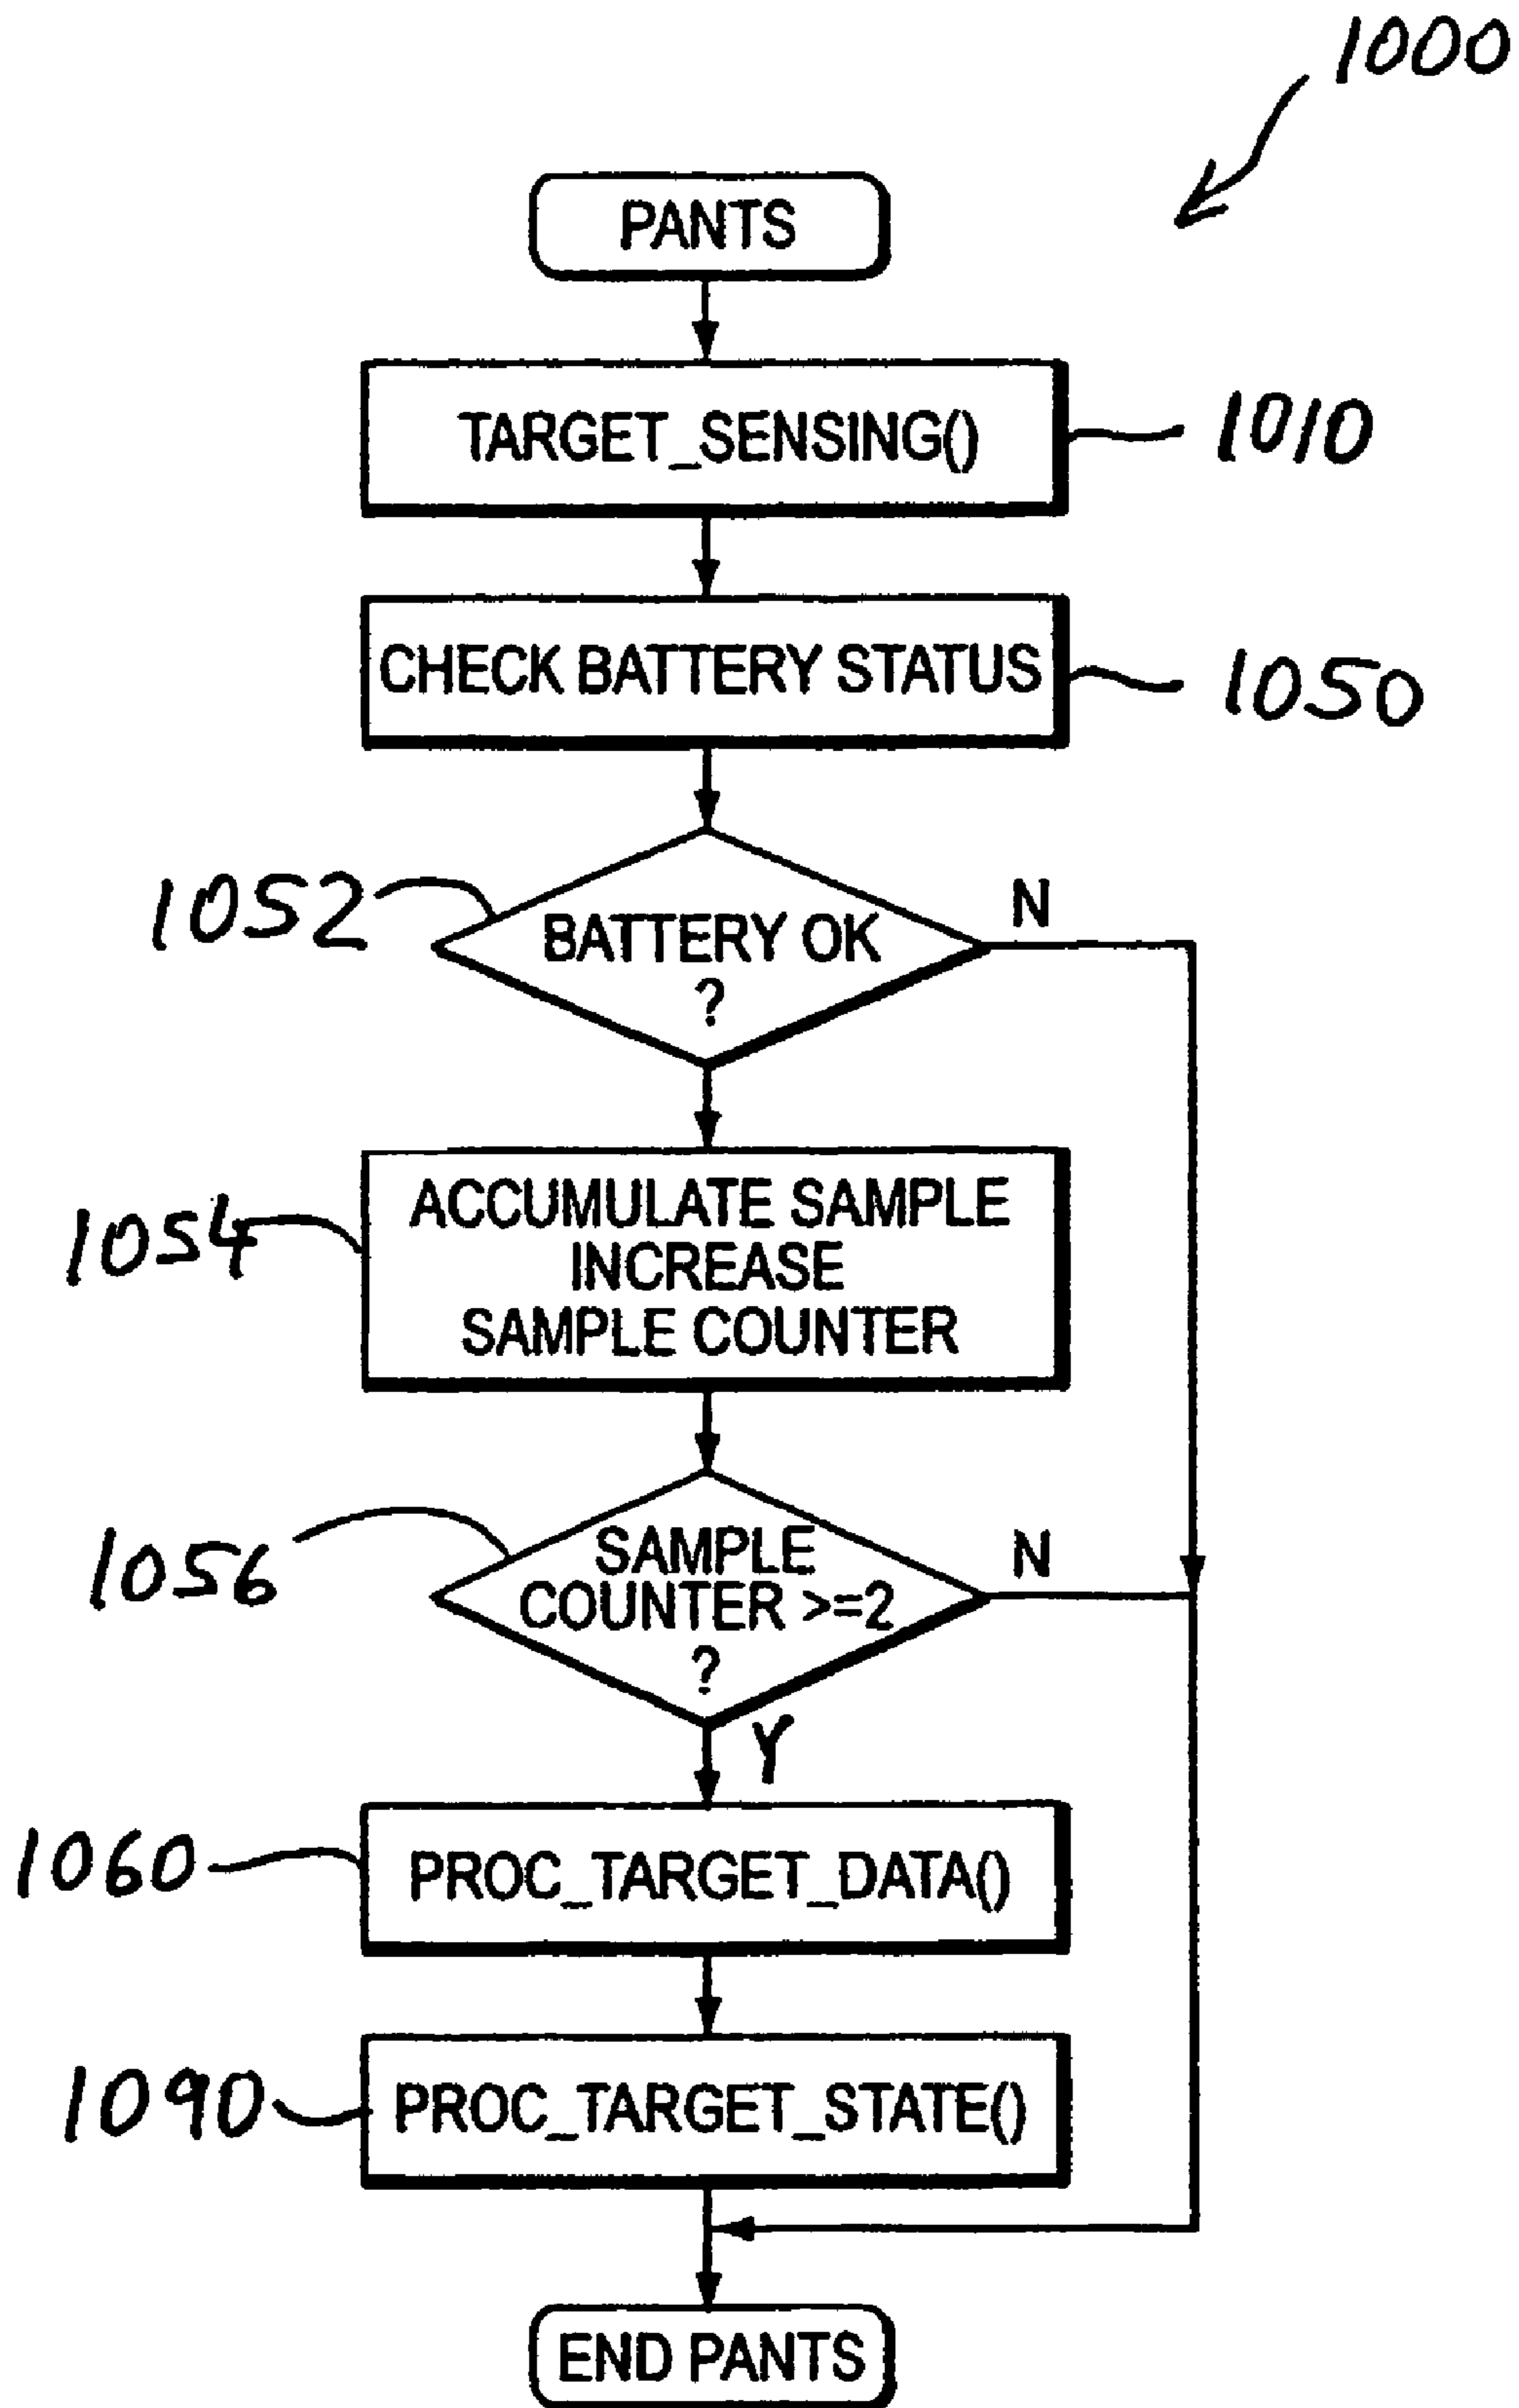 1000
PANTS
TARGET_SENSING()
1010
CHECK BATTERY STATUS
1050
1052
BATTERY OK
?
N
1054
ACCUMULATE SAMPLE
INCREASE
SAMPLE COUNTER
1056
SAMPLE
COUNTER >=2
?
N
Y
1060
PROC_TARGET_DATA()
1090
PROC_TARGET_STATE()
END PANTS